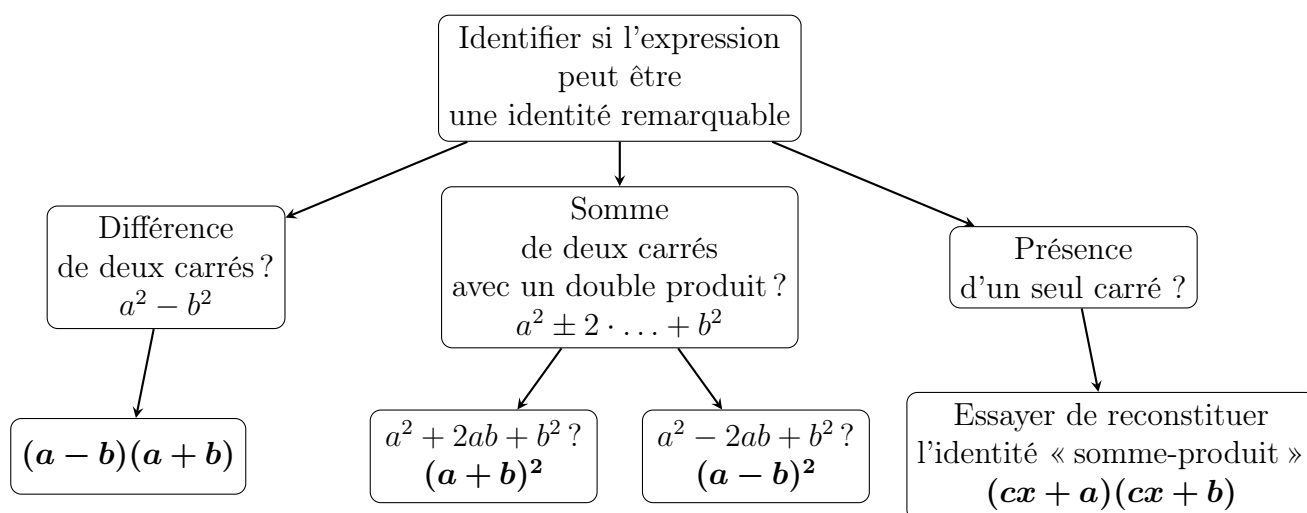 Identifier si l'expression
peut être
une identité remarquable
Différence
de deux carrés ?
a² − b²
Somme
de deux carrés
avec un double produit ?
a² ± 2 · … + b²
Présence
d'un seul carré ?
(a − b)(a + b)
a² + 2ab + b² ?
(a + b)²
a² − 2ab + b² ?
(a − b)²
Essayer de reconstituer
l'identité « somme-produit »
(cx + a)(cx + b)